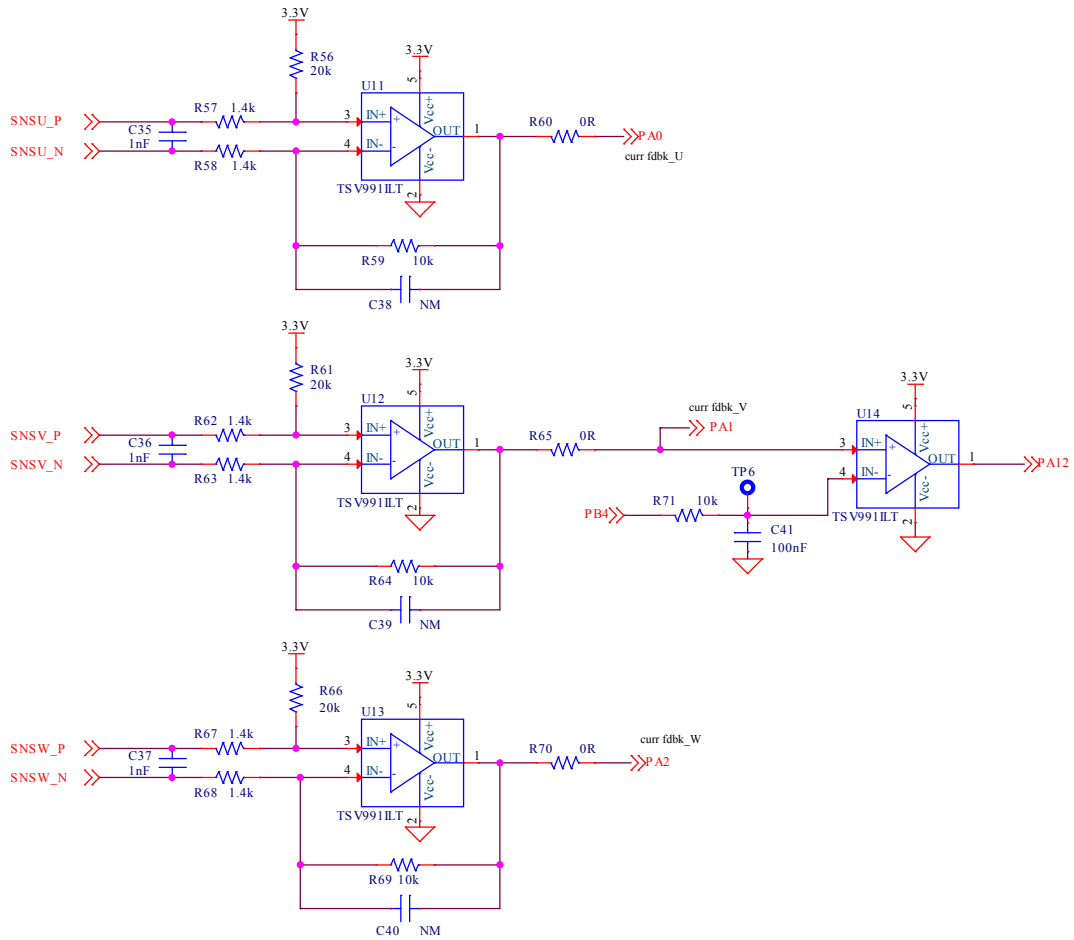 3.3V
R56
20k
3.3V
U11
5
SNSU_P
R57 1.4k
C35
1nF
SNSU_N
R58 1.4k
3 IN+
4 IN-
+
-
Vcc+
OUT
Vcc-
1
2
TSV991ILT
R60 0R
PA0
curr fdbk_U
R59 10k
C38 NM
3.3V
R61
20k
3.3V
U12
5
SNSV_P
R62 1.4k
C36
1nF
SNSV_N
R63 1.4k
3 IN+
4 IN-
+
-
Vcc+
OUT
Vcc-
1
2
TSV991ILT
R65 0R
curr fdbk_V
PA1
R64 10k
C39 NM
3.3V
U14
5
3 IN+
4 IN-
+
-
Vcc+
OUT
Vcc-
1
2
TSV991ILT
PA12
TP6
PB4
R71 10k
C41
100nF
3.3V
R66
20k
3.3V
U13
5
SNSW_P
R67 1.4k
C37
1nF
SNSW_N
R68 1.4k
3 IN+
4 IN-
+
-
Vcc+
OUT
Vcc-
1
2
TSV991ILT
R70 0R
curr fdbk_W
PA2
R69 10k
C40 NM